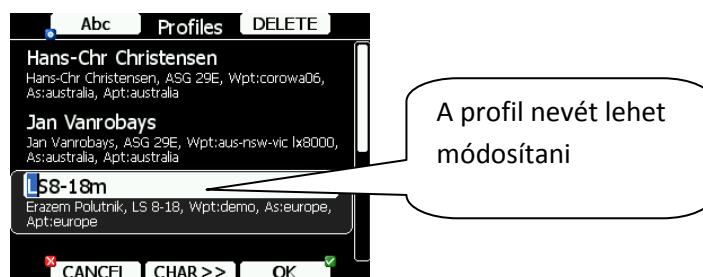 Abc Profiles DELETE
Hans-Chr Christensen
Hans-Chr Christensen, ASG 29E, Wpt:corowa06,
As:australia, Apt:australia
Jan Vanrobays
Jan Vanrobays, ASG 29E, Wpt:aus-nsw-vic lx8000,
As:australia, Apt:australia
LS8-18m
Erazem Polutnik, LS 8-18, Wpt:demo, As:europe,
Apt:europe
CANCEL CHAR>> OK
A profil nevét lehet
módosítani